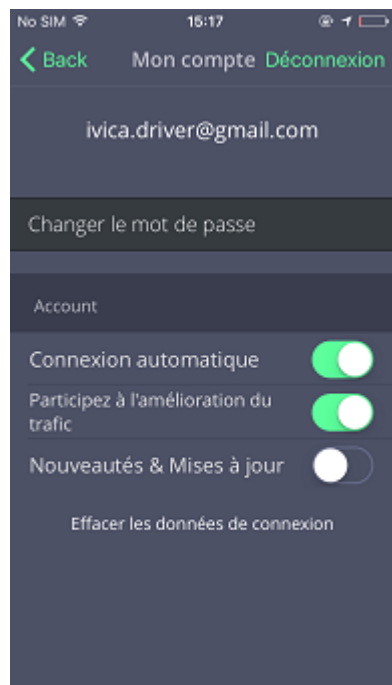 No SIM 15:17
Back Mon compte Déconnexion
ivica.driver@gmail.com
Changer le mot de passe
Account
Connexion automatique
Participez à l'amélioration du
trafic
Nouveautés & Mises à jour
Effacer les données de connexion